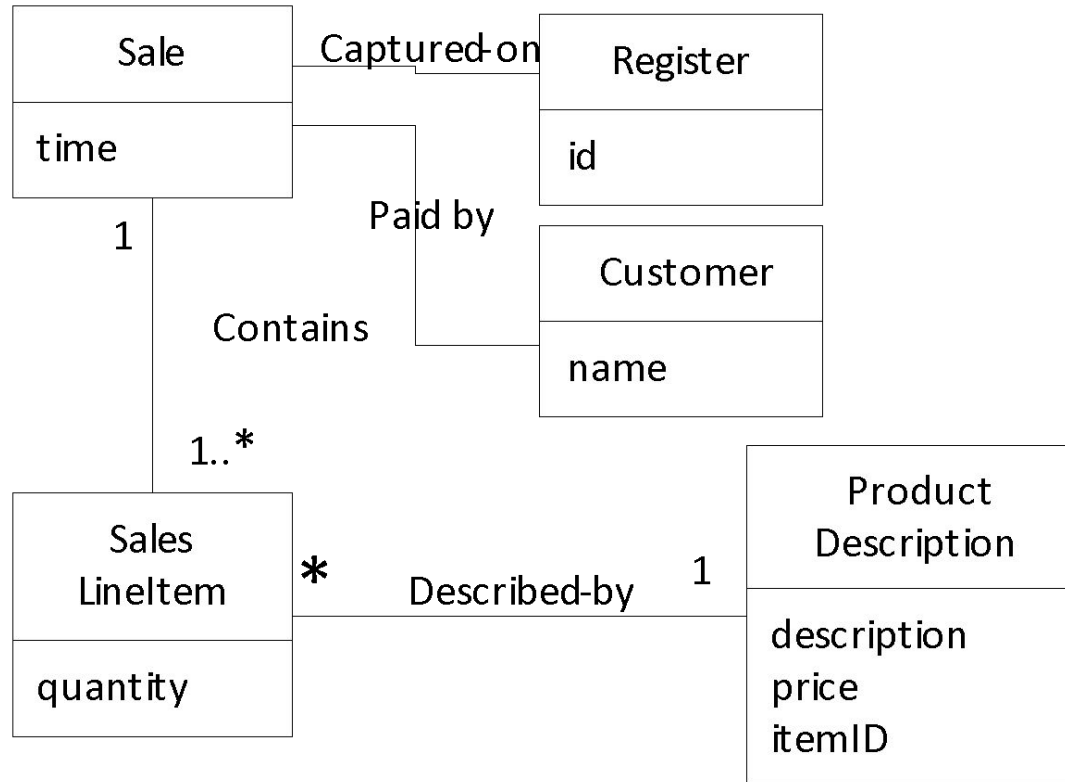 Sale
Captured-on
Register
time
id
1
Paid by
Customer
Contains
name
1..*
Product
Description
Sales
LineItem
*
Described-by
1
description
quantity
price
itemID